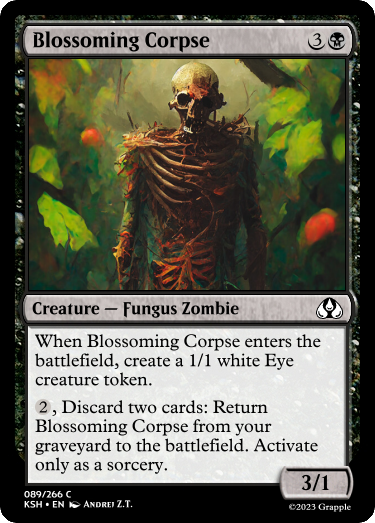 Blossoming Corpse 3
Creature — Fungus Zombie
When Blossoming Corpse enters the
battlefield, create a 1/1 white Eye
creature token.
2, Discard two cards: Return
Blossoming Corpse from your
graveyard to the battlefield. Activate
only as a sorcery.
3/1
089/266 C
KSH • EN Andrej Z.T.
©2023 Grapple